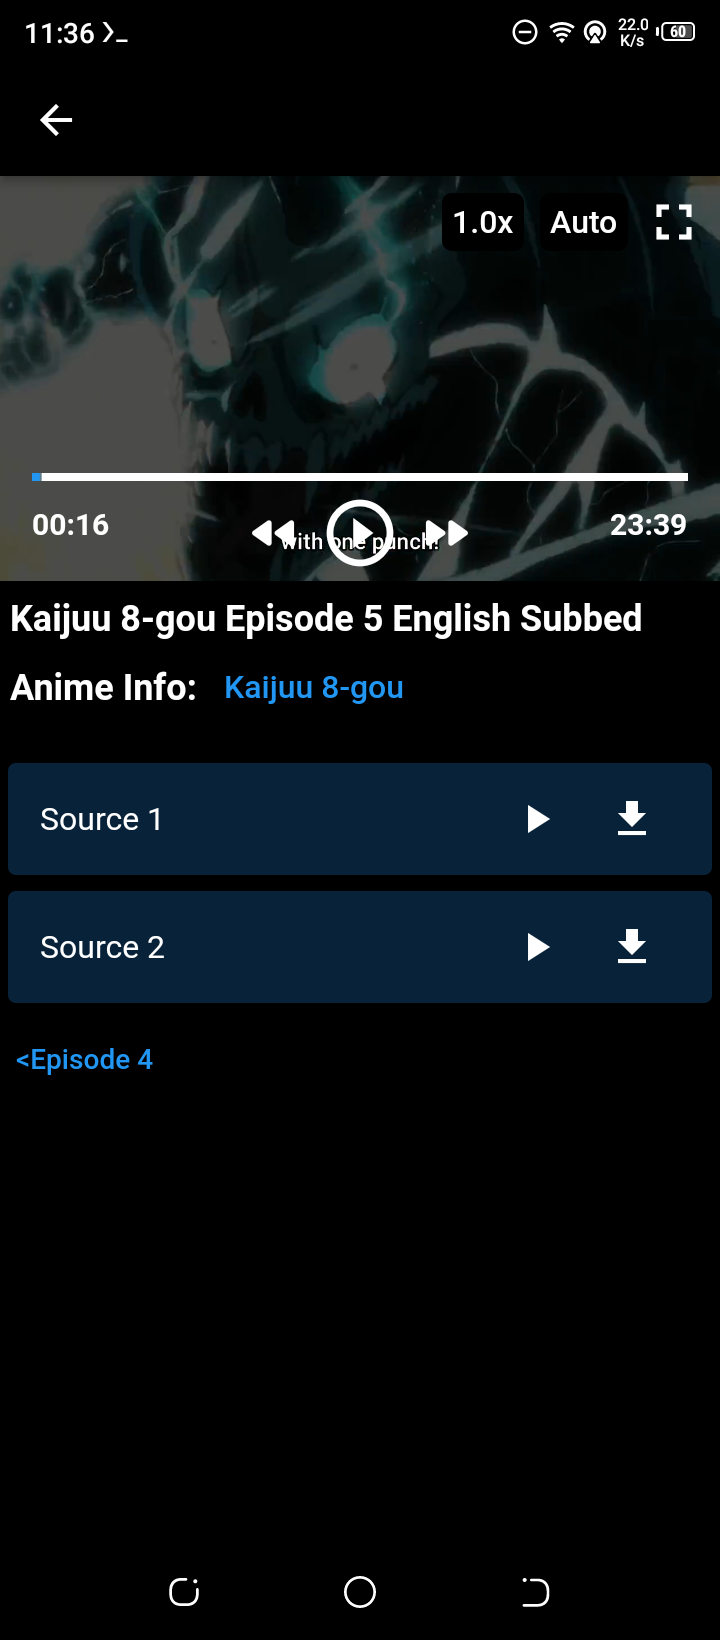 11:36
22.0
K/s
60
1.0x
Auto
00:16
23:39
with one punch!
Kaijuu 8-gou Episode 5 English Subbed
Anime Info: Kaijuu 8-gou
Source 1
Source 2
<Episode 4